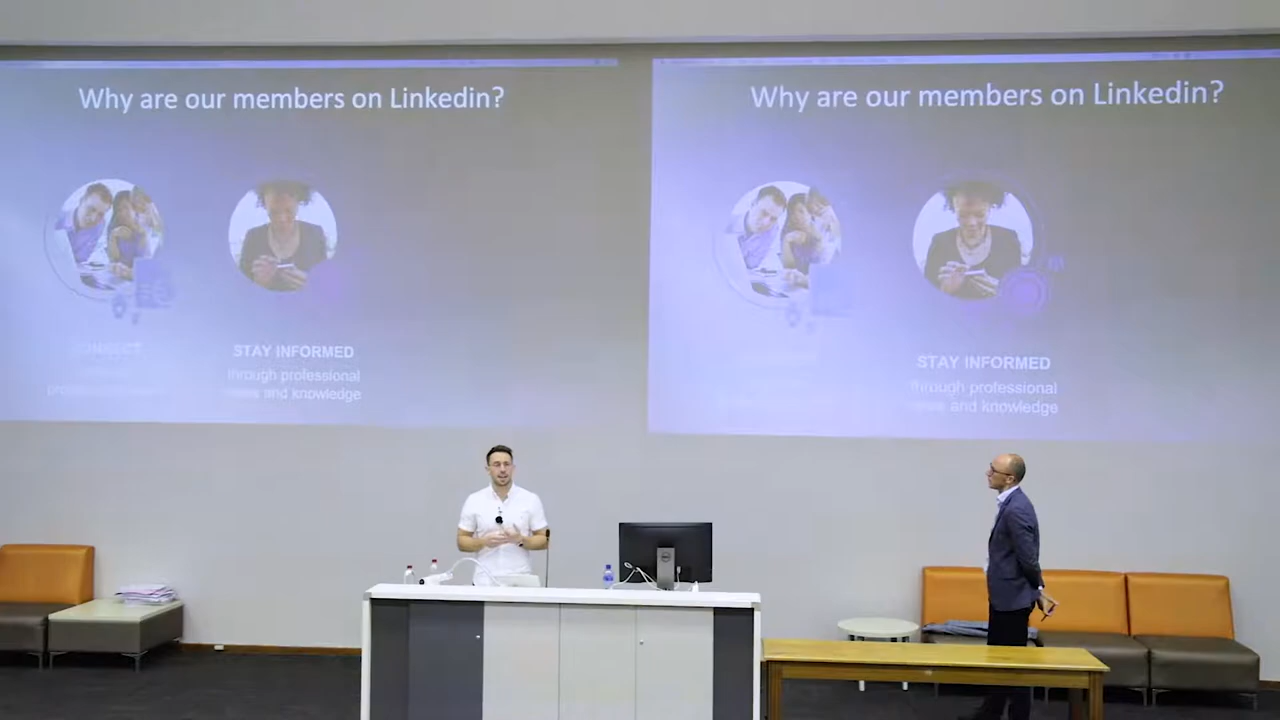 Why are our members on Linkedin?
CONNECT
STAY INFORMED
through professional
news and knowledge
Why are our members on Linkedin?
STAY INFORMED
through professional
news and knowledge